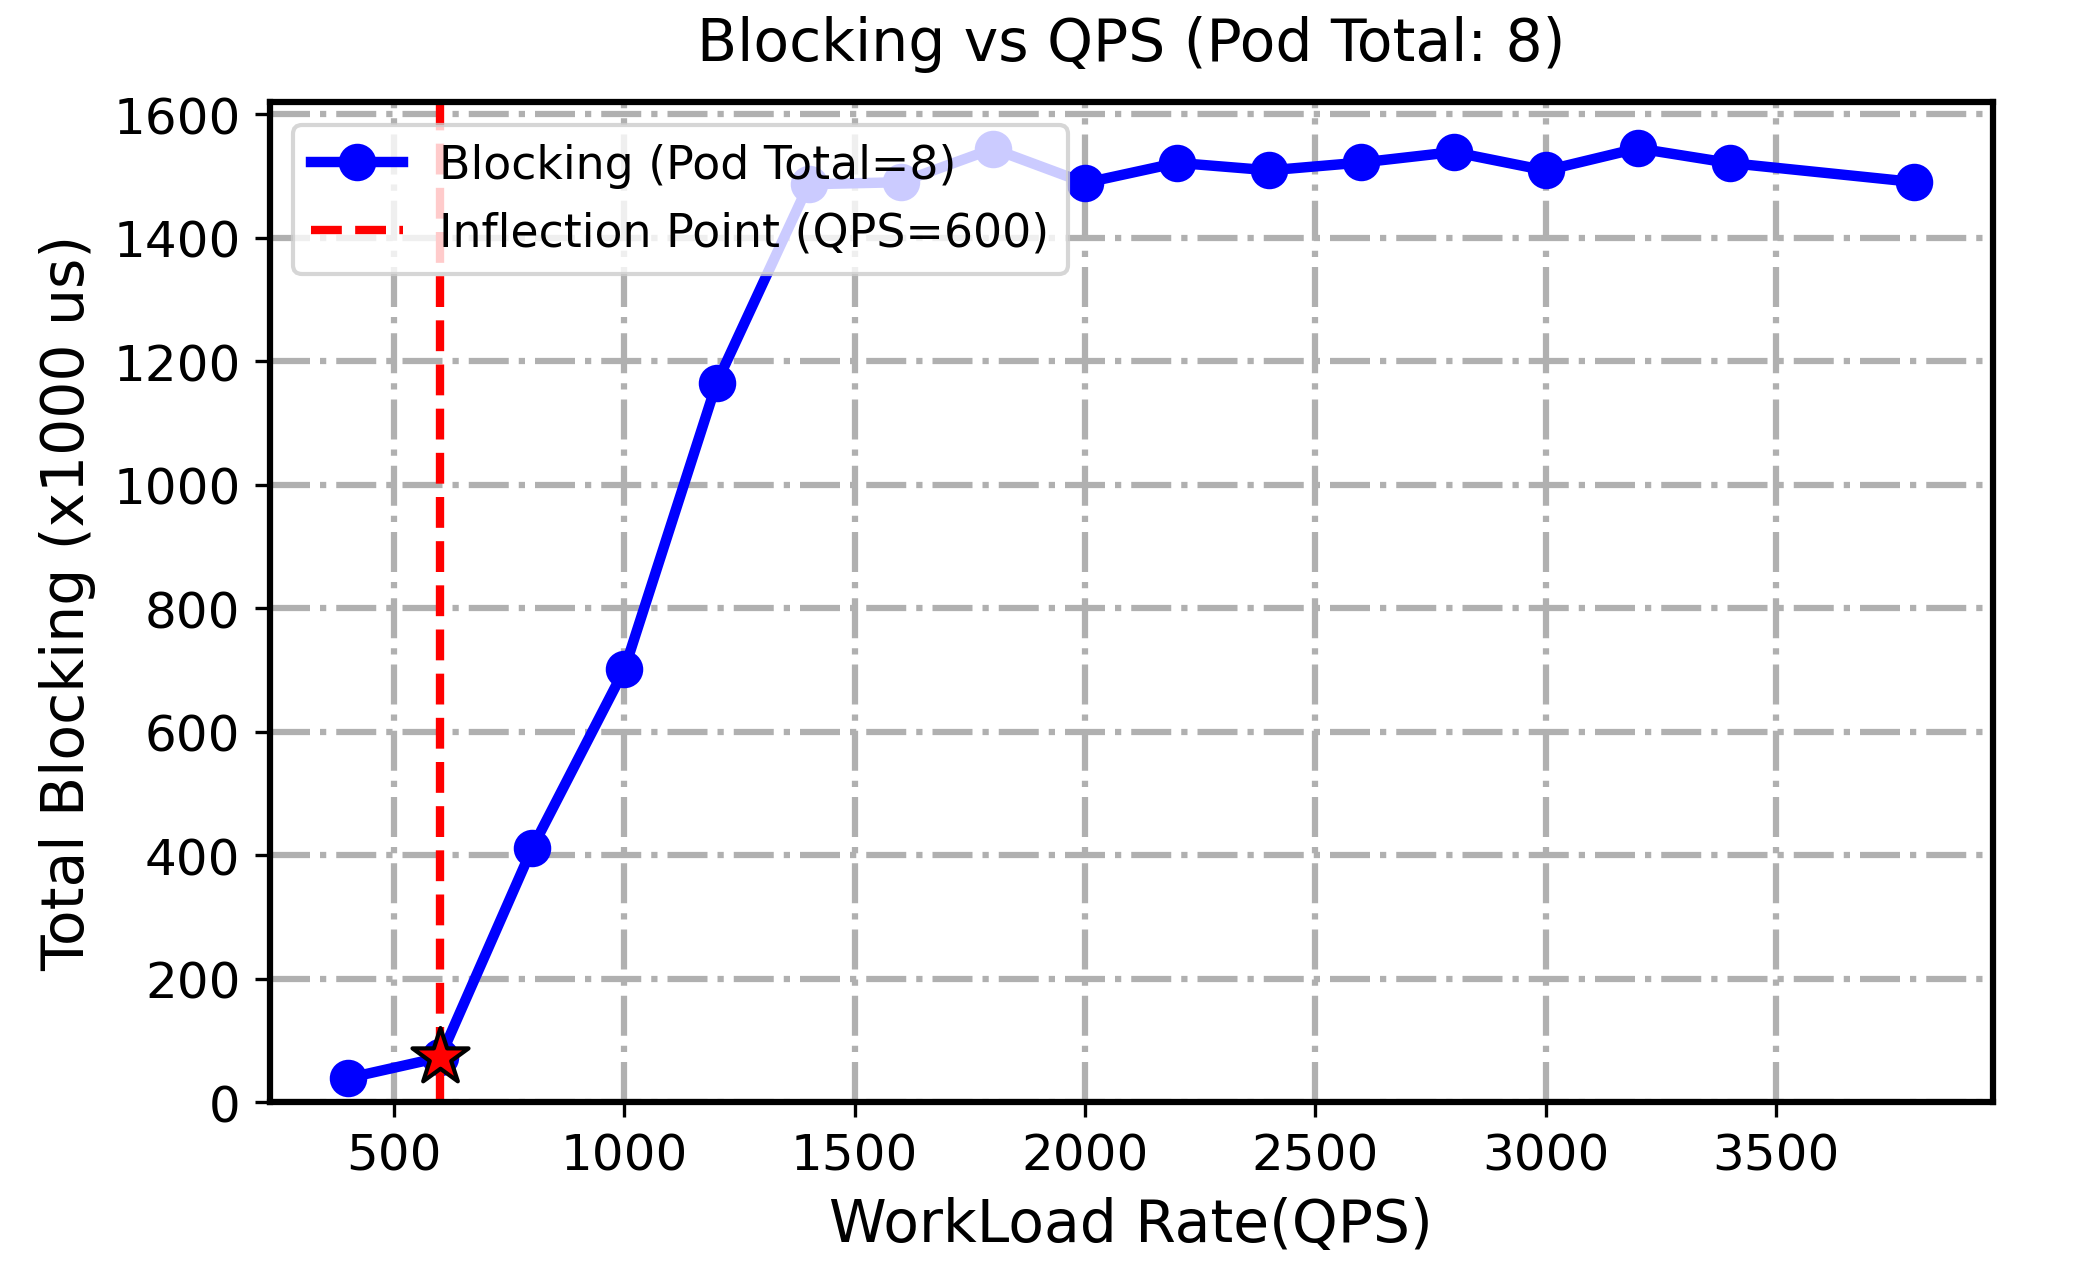 Blocking vs QPS (Pod Total: 8)
Blocking (Pod Total=8)
Inflection Point (QPS=600)
Total Blocking (x1000 us)
1600
1400
1200
1000
800
600
400
200
0
500 1000 1500 2000 2500 3000 3500
WorkLoad Rate(QPS)